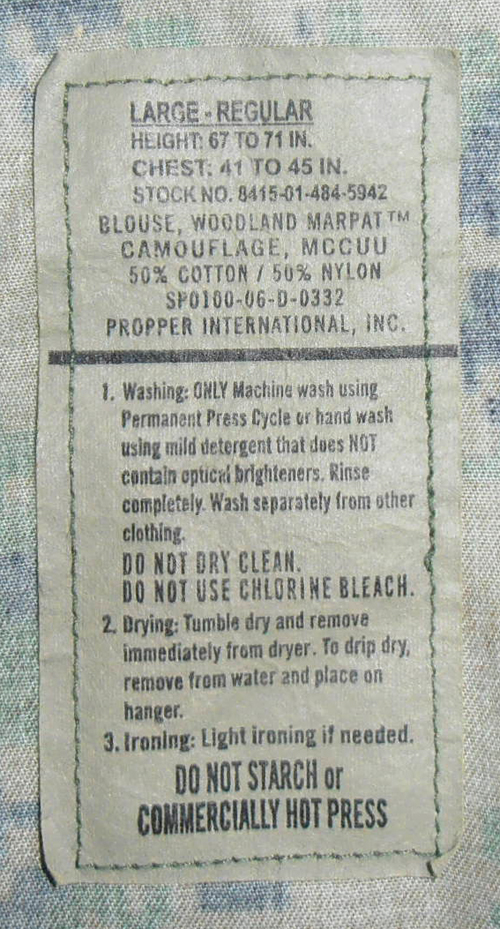 LARGE - REGULAR
HEIGHT: 67 TO 71 IN.
CHEST: 41 TO 45 IN.
STOCK NO. 8415-01-484-5942
BLOUSE, WOODLAND MARPAT™
CAMOUFLAGE, MCCUU
50% COTTON / 50% NYLON
SP0100-06-D-0332
PROPPER INTERNATIONAL, INC.
1. Washing: ONLY Machine wash using
Permanent Press Cycle or hand wash
using mild detergent that does NOT
contain optical brighteners. Rinse
completely. Wash separately from other
clothing.
DO NOT DRY CLEAN.
DO NOT USE CHLORINE BLEACH.
2. Drying: Tumble dry and remove
immediately from dryer. To drip dry,
remove from water and place on
hanger.
3. Ironing: Light ironing if needed.
DO NOT STARCH or
COMMERCIALLY HOT PRESS